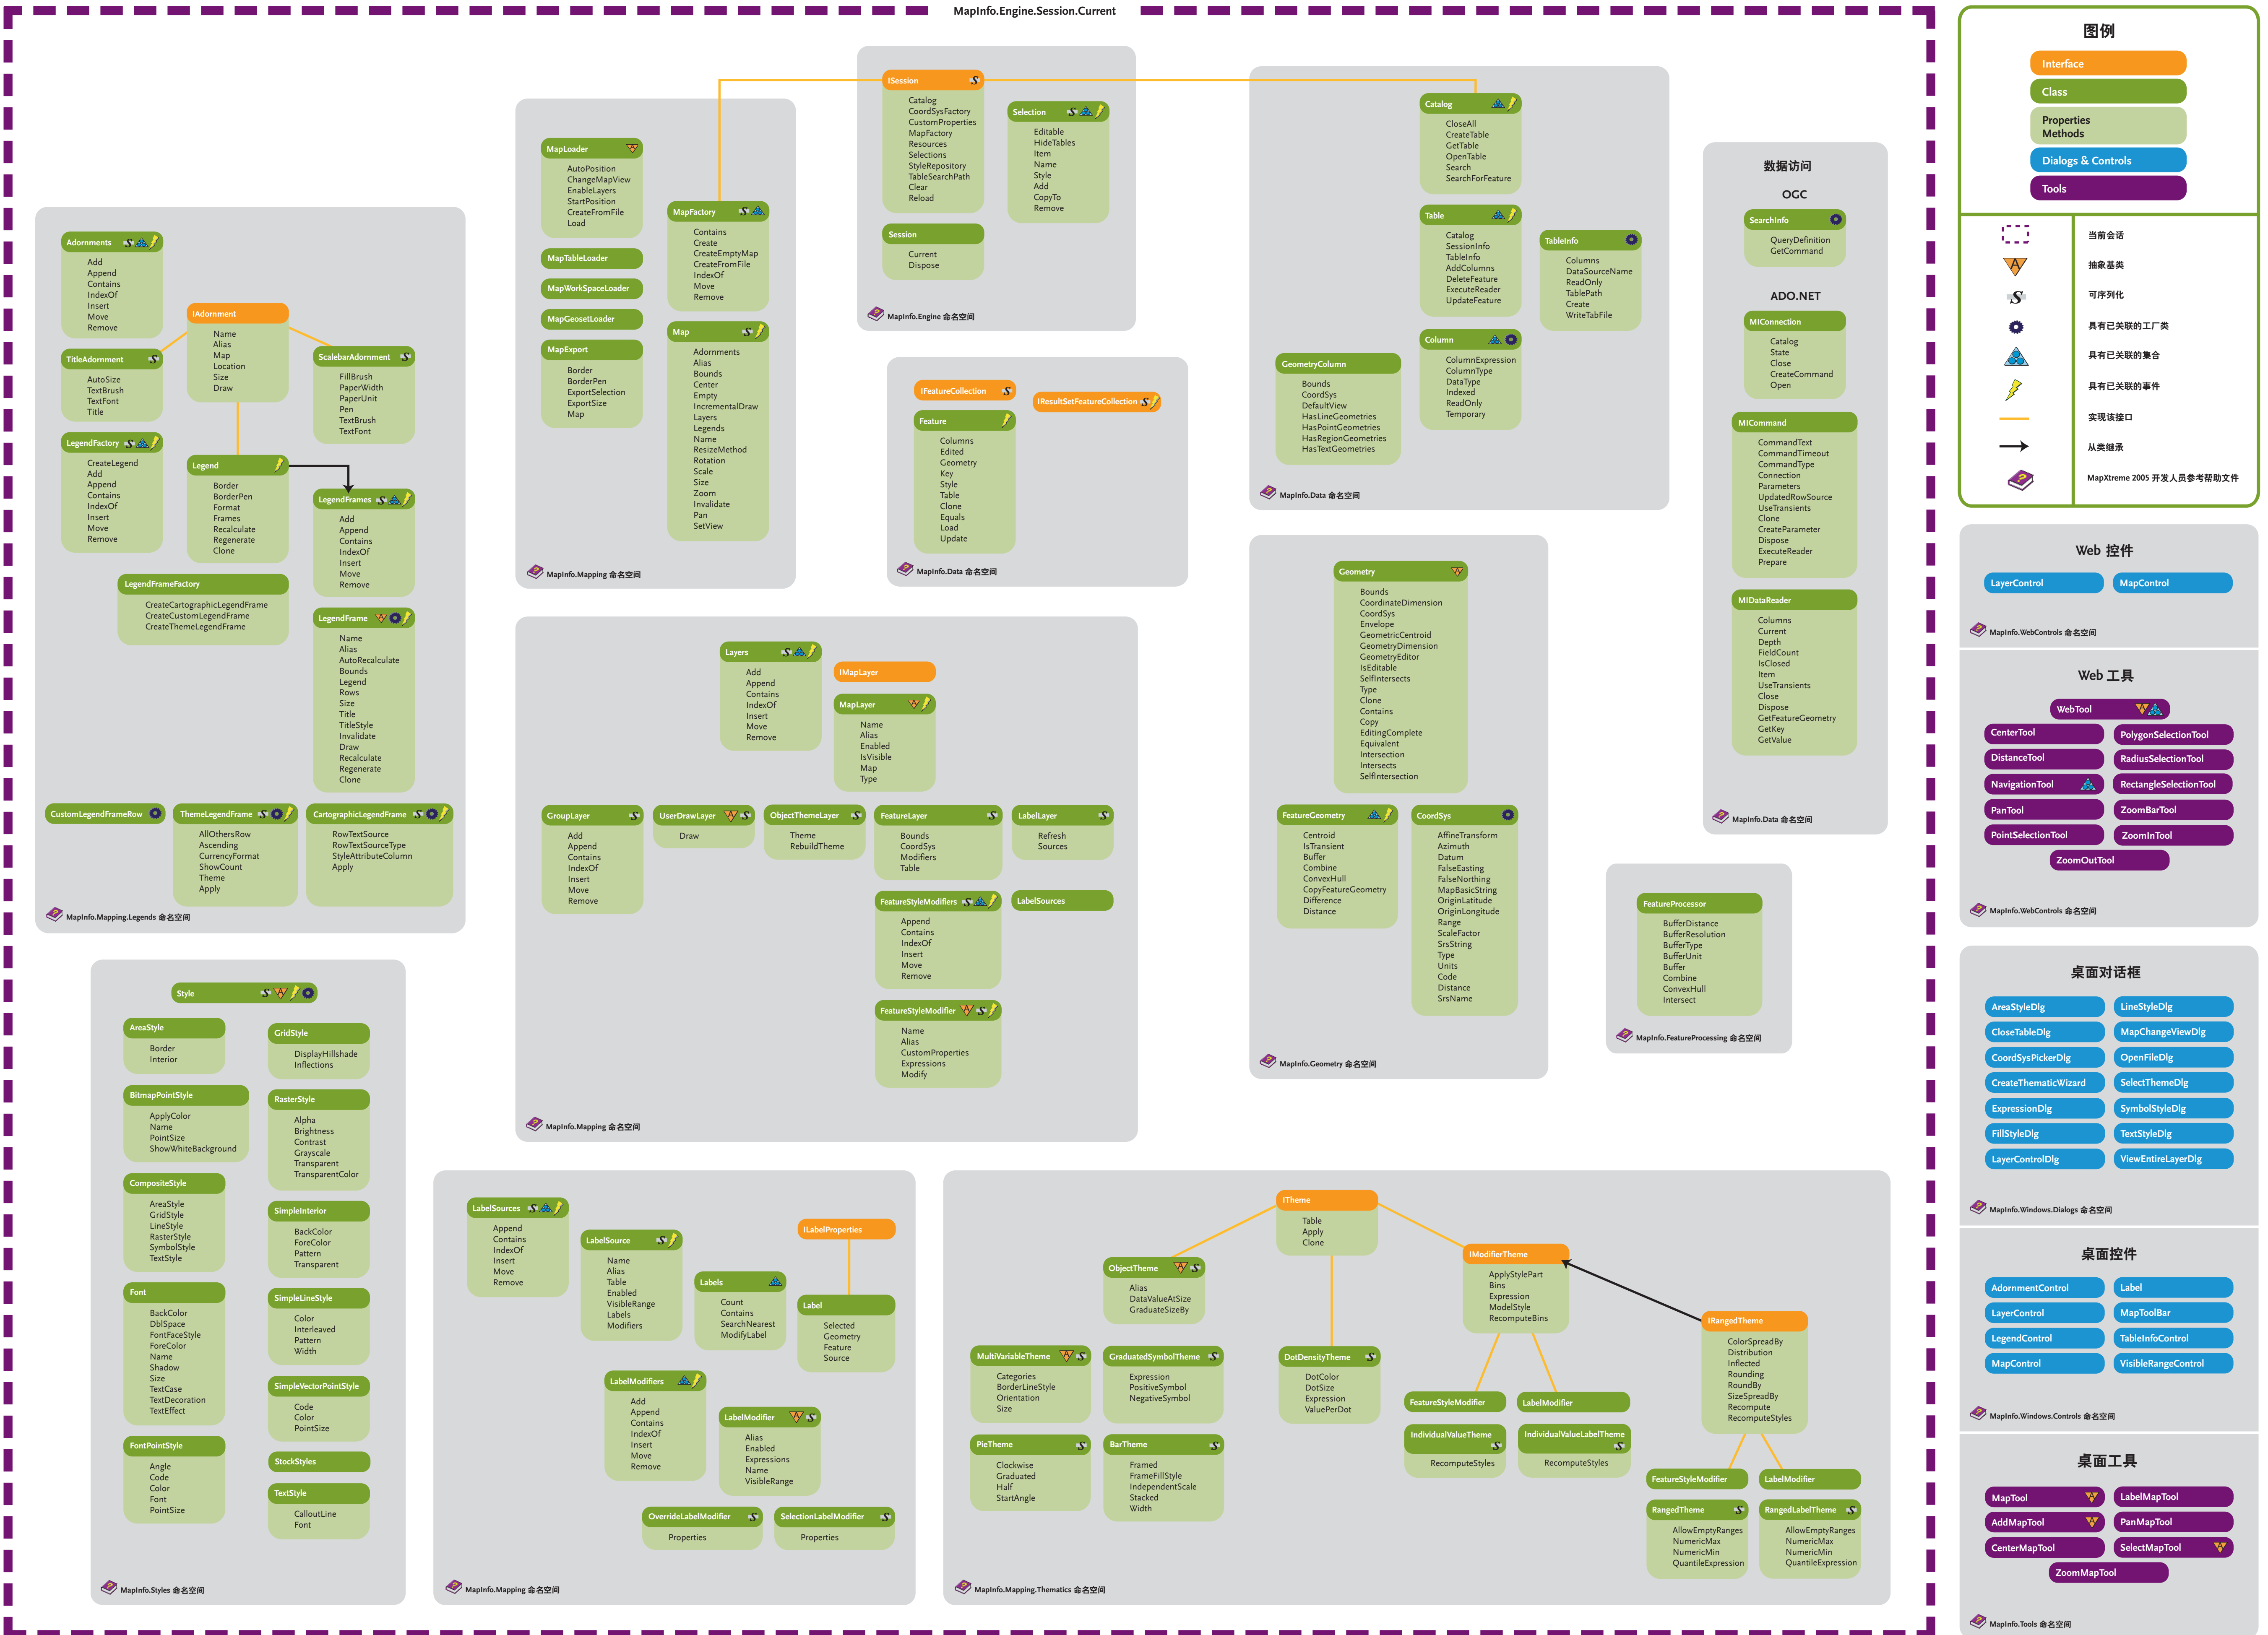 MapInfo.Engine.Session.Current
Adornments
Add
Append
Contains
IndexOf
Insert
Move
Remove
IAdornment
Name
Alias
Map
Location
Size
Draw
TitleAdornment
AutoSize
TextBrush
TextFont
Title
ScalebarAdornment
FillBrush
PaperWidth
PaperUnit
Pen
TextBrush
TextFont
LegendFactory
CreateLegend
Add
Append
Contains
IndexOf
Insert
Move
Remove
Legend
Border
BorderPen
Format
Frames
Recalculate
Regenerate
Clone
LegendFrames
Add
Append
Contains
IndexOf
Insert
Move
Remove
LegendFrameFactory
CreateCartographicLegendFrame
CreateCustomLegendFrame
CreateThemeLegendFrame
LegendFrame
Name
Alias
AutoRecalculate
Bounds
Legend
Rows
Size
Title
TitleStyle
Invalidate
Draw
Recalculate
Regenerate
Clone
CustomLegendFrameRow
ThemeLegendFrame
AllOthersRow
Ascending
CurrencyFormat
ShowCount
Theme
Apply
CartographicLegendFrame
RowTextSource
RowTextSourceType
StyleAttributeColumn
Apply
MapInfo.Mapping.Legends 命名空间
MapLoader
AutoPosition
ChangeMapView
EnableLayers
StartPosition
CreateFromFile
Load
MapTableLoader
MapWorkSpaceLoader
MapGeosetLoader
MapExport
Border
BorderPen
ExportSelection
ExportSize
Map
MapFactory
Contains
Create
CreateEmptyMap
CreateFromFile
IndexOf
Move
Remove
Map
Adornments
Alias
Bounds
Center
Empty
IncrementalDraw
Layers
Legends
Name
ResizeMethod
Rotation
Scale
Size
Zoom
Invalidate
Pan
SetView
MapInfo.Mapping 命名空间
ISession
Catalog
CoordSysFactory
CustomProperties
MapFactory
Resources
Selections
StyleRepository
TableSearchPath
Clear
Reload
Session
Current
Dispose
Selection
Editable
HideTables
Item
Name
Style
Add
CopyTo
Remove
MapInfo.Engine 命名空间
IFeatureCollection
IResultSetFeatureCollection
Feature
Columns
Edited
Geometry
Key
Style
Table
Clone
Equals
Load
Update
MapInfo.Data 命名空间
Catalog
CloseAll
CreateTable
GetTable
OpenTable
Search
SearchForFeature
Table
Catalog
SessionInfo
TableInfo
AddColumns
DeleteFeature
ExecuteReader
UpdateFeature
TableInfo
Columns
DataSourceName
ReadOnly
TablePath
Create
WriteTabFile
Column
ColumnExpression
ColumnType
DataType
Indexed
ReadOnly
Temporary
GeometryColumn
Bounds
CoordSys
DefaultView
HasLineGeometries
HasPointGeometries
HasRegionGeometries
HasTextGeometries
MapInfo.Data 命名空间
数据访问
OGC
SearchInfo
QueryDefinition
GetCommand
ADO.NET
MIConnection
Catalog
State
Close
CreateCommand
Open
MICommand
CommandText
CommandTimeout
CommandType
Connection
Parameters
UpdatedRowSource
UseTransients
Clone
CreateParameter
Dispose
ExecuteReader
Prepare
MIDataReader
Columns
Current
Depth
FieldCount
IsClosed
Item
UseTransients
Close
Dispose
GetFeatureGeometry
GetKey
GetValue
MapInfo.Data 命名空间
Layers
Add
Append
Contains
IndexOf
Insert
Move
Remove
IMapLayer
MapLayer
Name
Alias
Enabled
IsVisible
Map
Type
GroupLayer
Add
Append
Contains
IndexOf
Insert
Move
Remove
UserDrawLayer
Draw
ObjectThemeLayer
Theme
RebuildTheme
FeatureLayer
Bounds
CoordSys
Modifiers
Table
LabelLayer
Refresh
Sources
FeatureStyleModifiers
Append
Contains
IndexOf
Insert
Move
Remove
LabelSources
FeatureStyleModifier
Name
Alias
CustomProperties
Expressions
Modify
MapInfo.Mapping 命名空间
Geometry
Bounds
CoordinateDimension
CoordSys
Envelope
GeometricCentroid
GeometryDimension
GeometryEditor
IsEditable
SelfIntersects
Type
Clone
Contains
Copy
EditingComplete
Equivalent
Intersection
Intersects
SelfIntersection
FeatureGeometry
Centroid
IsTransient
Buffer
Combine
ConvexHull
CopyFeatureGeometry
Difference
Distance
CoordSys
AffineTransform
Azimuth
Datum
FalseEasting
FalseNorthing
MapBasicString
OriginLatitude
OriginLongitude
Range
ScaleFactor
SrsString
Type
Units
Code
Distance
SrsName
MapInfo.Geometry 命名空间
FeatureProcessor
BufferDistance
BufferResolution
BufferType
BufferUnit
Buffer
Combine
ConvexHull
Intersect
MapInfo.FeatureProcessing 命名空间
Style
AreaStyle
Border
Interior
BitmapPointStyle
ApplyColor
Name
PointSize
ShowWhiteBackground
CompositeStyle
AreaStyle
GridStyle
LineStyle
RasterStyle
SymbolStyle
TextStyle
Font
BackColor
DblSpace
FontFaceStyle
ForeColor
Name
Shadow
Size
TextCase
TextDecoration
TextEffect
FontPointStyle
Angle
Code
Color
Font
PointSize
GridStyle
DisplayHillshade
Inflections
RasterStyle
Alpha
Brightness
Contrast
Grayscale
Transparent
TransparentColor
SimpleInterior
BackColor
ForeColor
Pattern
Transparent
SimpleLineStyle
Color
Interleaved
Pattern
Width
SimpleVectorPointStyle
Code
Color
PointSize
StockStyles
TextStyle
CalloutLine
Font
MapInfo.Styles 命名空间
LabelSources
Append
Contains
IndexOf
Insert
Move
Remove
LabelSource
Name
Alias
Table
Enabled
VisibleRange
Labels
Modifiers
Labels
Count
Contains
SearchNearest
ModifyLabel
ILabelProperties
Label
Selected
Geometry
Feature
Source
LabelModifiers
Add
Append
Contains
IndexOf
Insert
Move
Remove
LabelModifier
Alias
Enabled
Expressions
Name
VisibleRange
OverrideLabelModifier
Properties
SelectionLabelModifier
Properties
MapInfo.Mapping 命名空间
ITheme
Table
Apply
Clone
ObjectTheme
Alias
DataValueAtSize
GraduateSizeBy
IModifierTheme
ApplyStylePart
Bins
Expression
ModelStyle
RecomputeBins
IRangedTheme
ColorSpreadBy
Distribution
Inflected
Rounding
RoundBy
SizeSpreadBy
Recompute
RecomputeStyles
MultiVariableTheme
Categories
BorderLineStyle
Orientation
Size
GraduatedSymbolTheme
Expression
PositiveSymbol
NegativeSymbol
DotDensityTheme
DotColor
DotSize
Expression
ValuePerDot
PieTheme
Clockwise
Graduated
Half
StartAngle
BarTheme
Framed
FrameFillStyle
IndependentScale
Stacked
Width
FeatureStyleModifier
LabelModifier
IndividualValueTheme
RecomputeStyles
IndividualValueLabelTheme
RecomputeStyles
FeatureStyleModifier
LabelModifier
RangedTheme
AllowEmptyRanges
NumericMax
NumericMin
QuantileExpression
RangedLabelTheme
AllowEmptyRanges
NumericMax
NumericMin
QuantileExpression
MapInfo.Mapping.Thematics 命名空间
图例
Interface
Class
Properties
Methods
Dialogs & Controls
Tools
当前会话
A 抽象基类
S 可序列化
具有已关联的工厂类
具有已关联的集合
具有已关联的事件
实现该接口
从类继承
? MapXtreme 2005 开发人员参考帮助文件
Web 控件
LayerControl
MapControl
MapInfo.WebControls 命名空间
Web 工具
WebTool
CenterTool
PolygonSelectionTool
DistanceTool
RadiusSelectionTool
NavigationTool
RectangleSelectionTool
PanTool
ZoomBarTool
PointSelectionTool
ZoomInTool
ZoomOutTool
MapInfo.WebControls 命名空间
桌面对话框
AreaStyleDlg
LineStyleDlg
CloseTableDlg
MapChangeViewDlg
CoordSysPickerDlg
OpenFileDlg
CreateThematicWizard
SelectThemeDlg
ExpressionDlg
SymbolStyleDlg
FillStyleDlg
TextStyleDlg
LayerControlDlg
ViewEntireLayerDlg
MapInfo.Windows.Dialogs 命名空间
桌面控件
AdornmentControl
Label
LayerControl
MapToolBar
LegendControl
TableInfoControl
MapControl
VisibleRangeControl
MapInfo.Windows.Controls 命名空间
桌面工具
MapTool
LabelMapTool
AddMapTool
PanMapTool
CenterMapTool
SelectMapTool
ZoomMapTool
MapInfo.Tools 命名空间